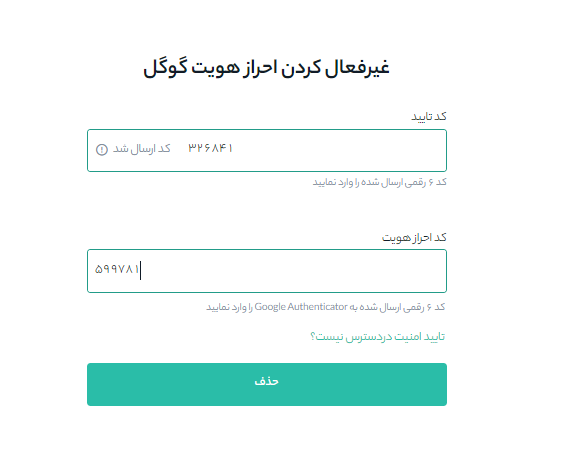 غیرفعال کردن احراز هویت گوگل
کد تایید
۳۲۶۸۴۱ کد ارسال شد
کد ۶ رقمی ارسال شده را وارد نمایید
کد احراز هویت
۵۹۹۷۸۱
کد ۶ رقمی ارسال شده به Google Authenticator را وارد نمایید
تایید امنیت دردسترس نیست؟
حذف